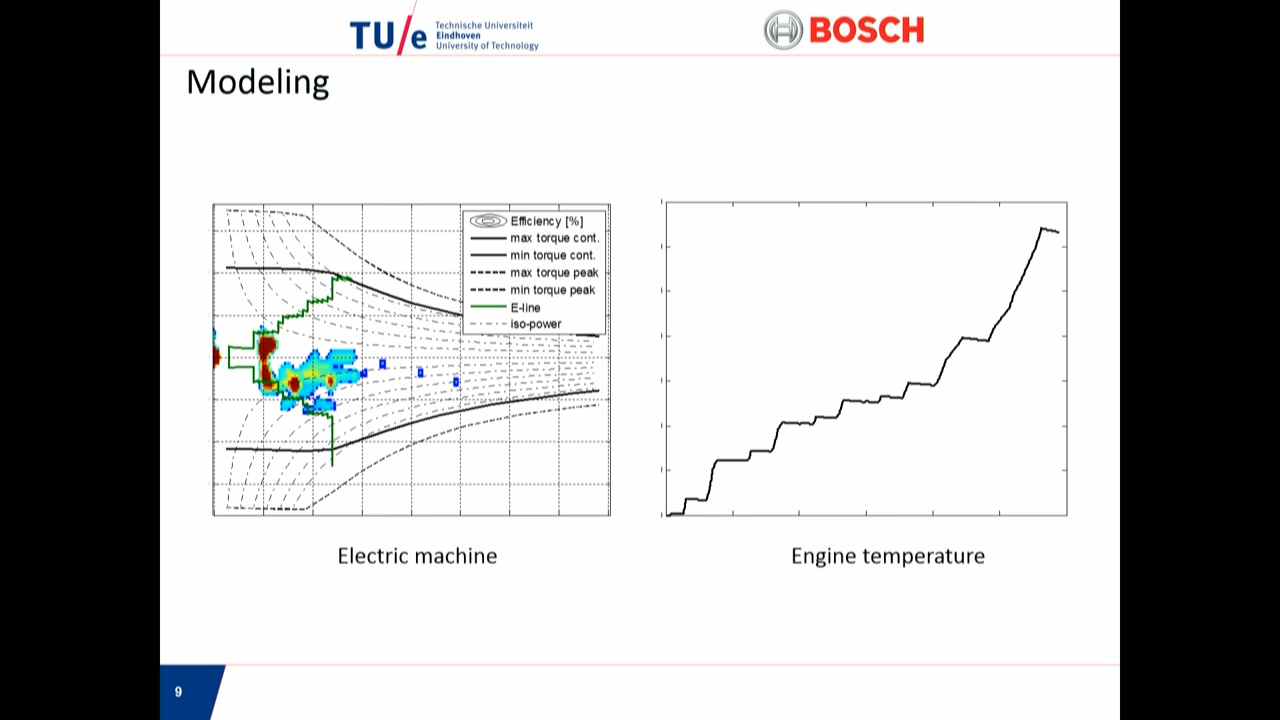 TU/e
Technische Universiteit
Eindhoven
University of Technology
BOSCH
Modeling
Efficiency [%]
max torque cont.
min torque cont.
max torque peak
min torque peak
E-line
iso-power
Electric machine
Engine temperature
9